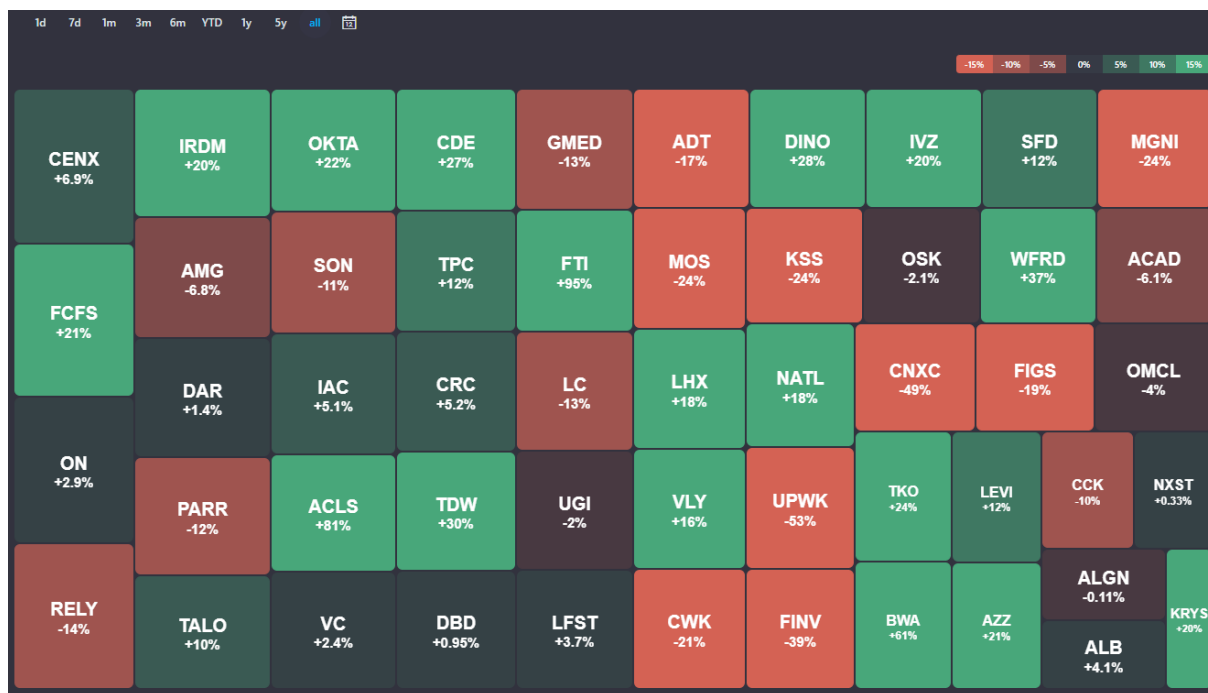 1d 7d 1m 3m 6m YTD 1y 5y all 12
-15% -10% -5% 0% 5% 10% 15%
CENX
+6.9%
IRDM
+20%
OKTA
+22%
CDE
+27%
GMED
-13%
ADT
-17%
DINO
+28%
IVZ
+20%
SFD
+12%
MGNI
-24%
FCFS
+21%
AMG
-6.8%
SON
-11%
TPC
+12%
FTI
+95%
MOS
-24%
KSS
-24%
OSK
-2.1%
WFRD
+37%
ACAD
-6.1%
DAR
+1.4%
IAC
+5.1%
CRC
+5.2%
LC
-13%
LHX
+18%
NATL
+18%
CNXC
-49%
FIGS
-19%
OMCL
-4%
ON
+2.9%
PARR
-12%
ACLS
+81%
TDW
+30%
UGI
-2%
VLY
+16%
UPWK
-53%
TKO
+24%
LEVI
+12%
CCK
-10%
NXST
+0.33%
RELY
-14%
TALO
+10%
VC
+2.4%
DBD
+0.95%
LFST
+3.7%
CWK
-21%
FINV
-39%
BWA
+61%
AZZ
+21%
ALGN
-0.11%
ALB
+4.1%
KRYS
+20%